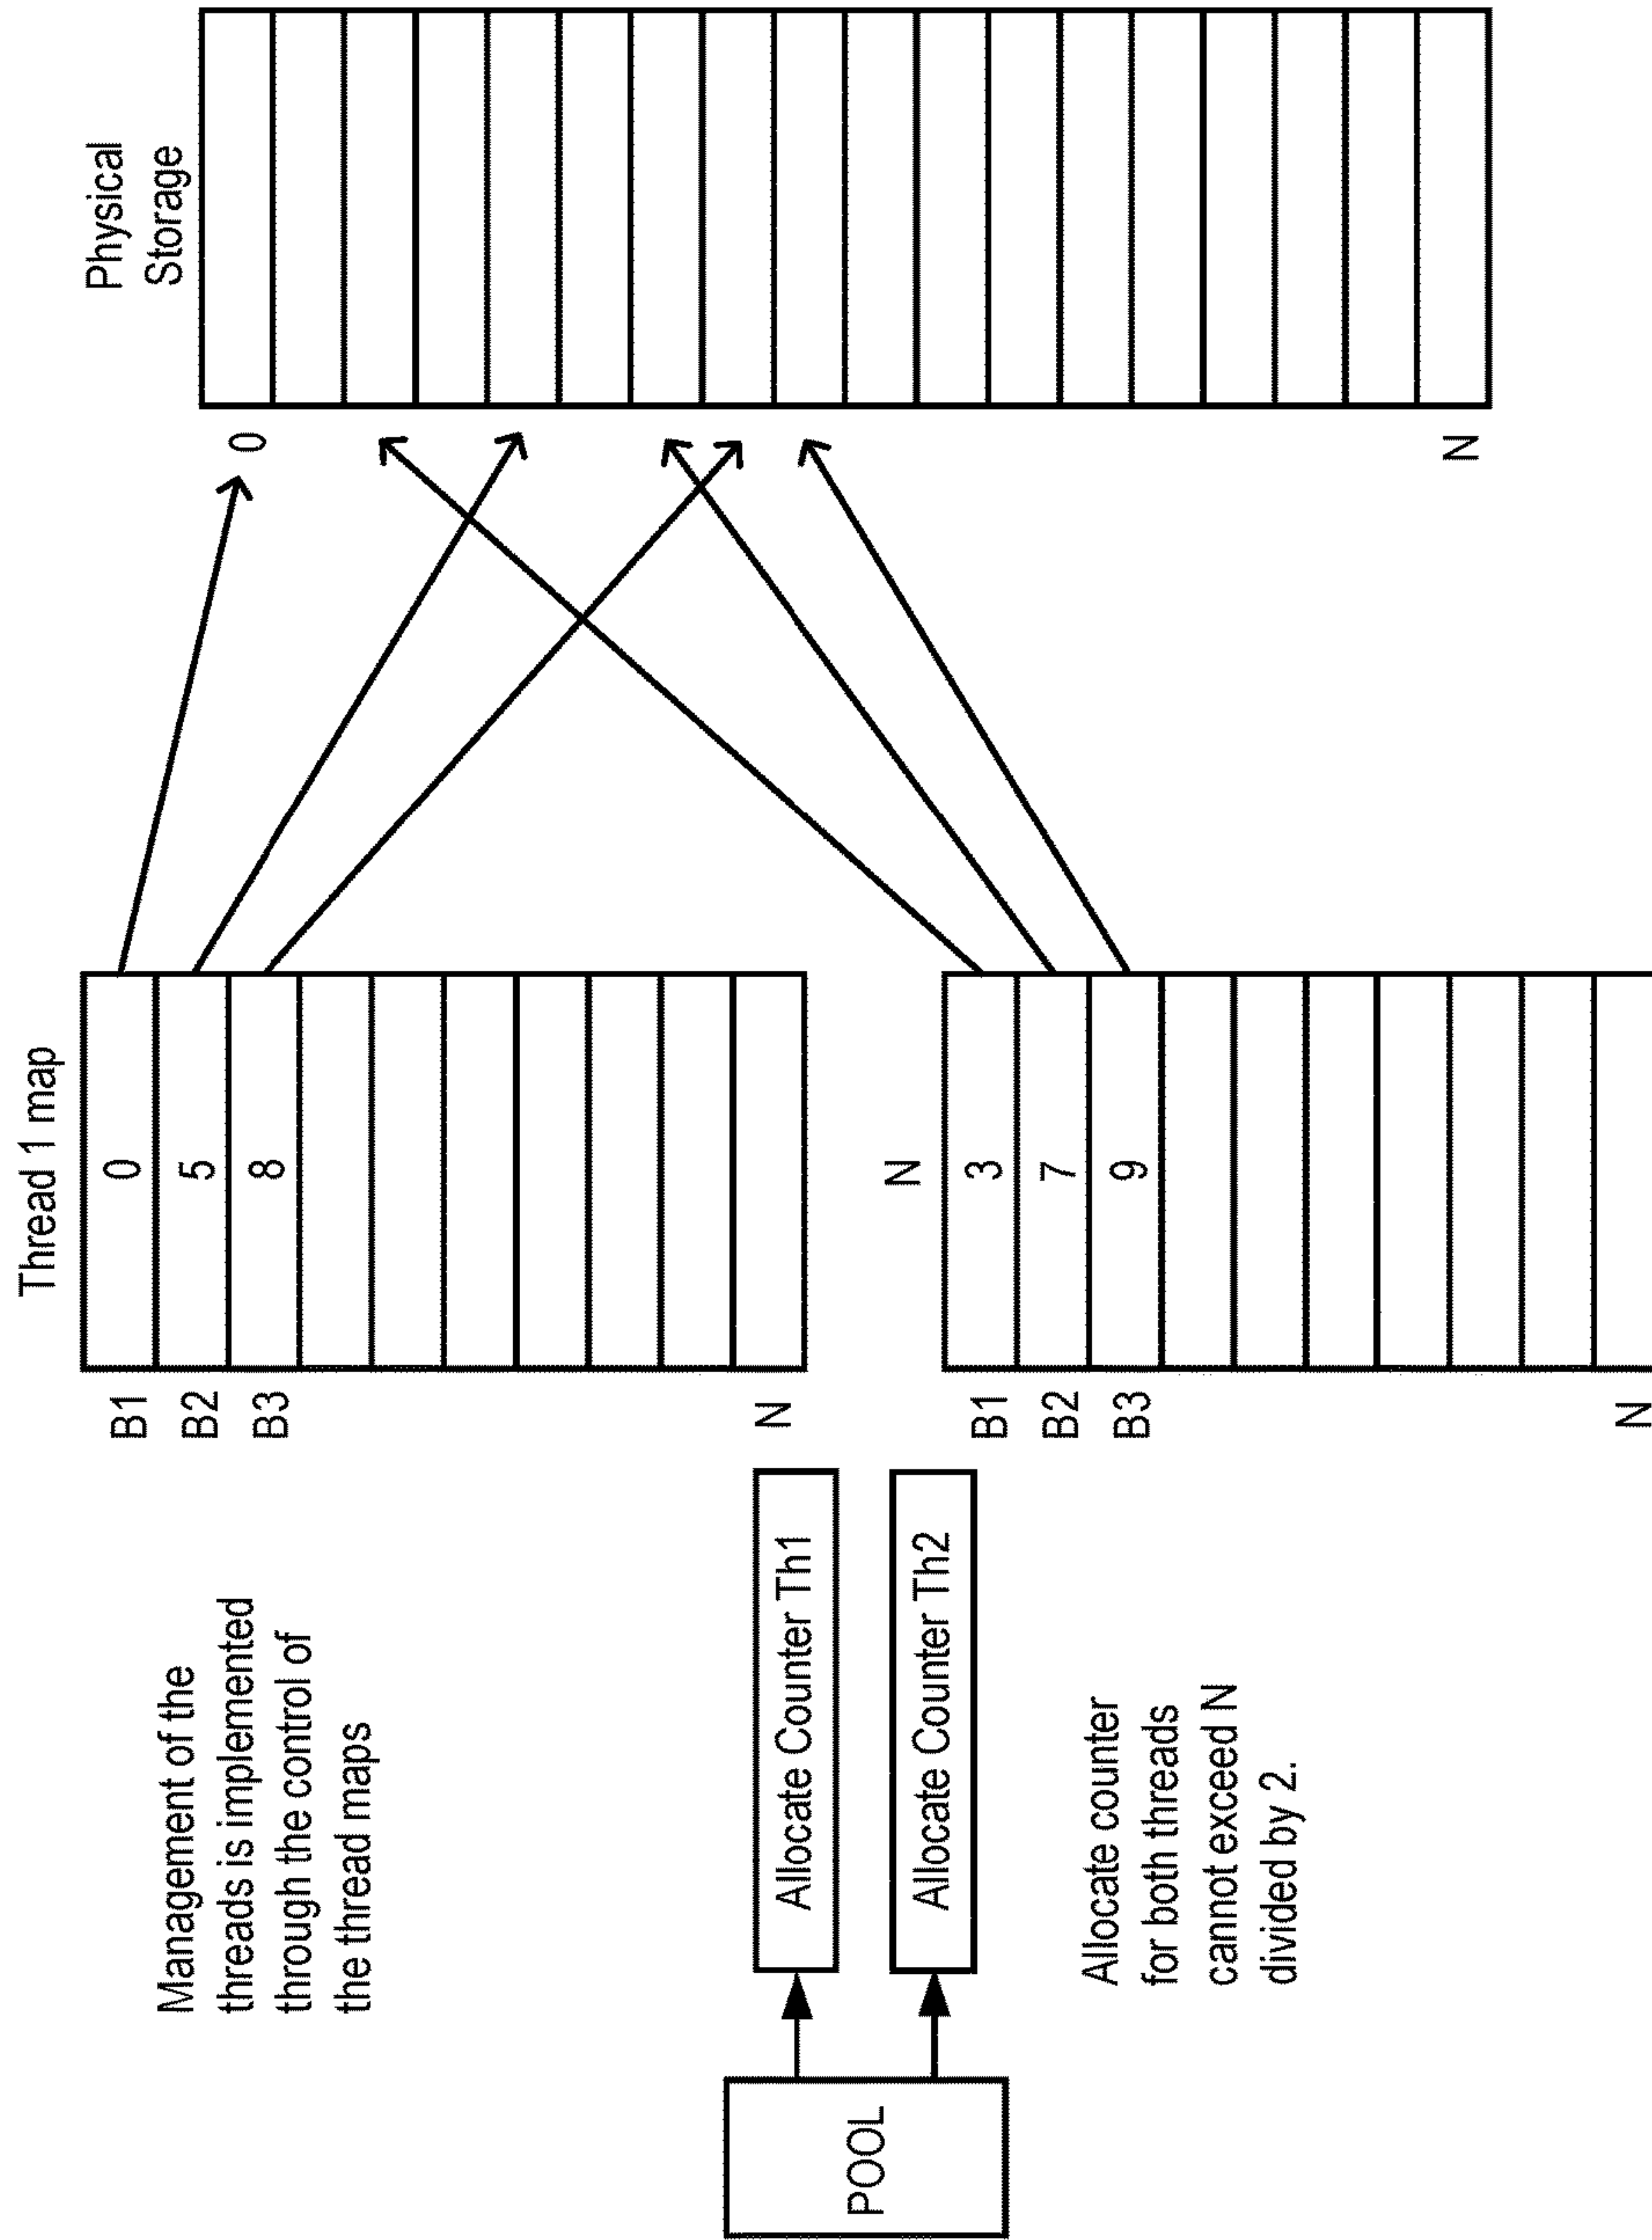 Management of the
threads is implemented
through the control of
the thread maps
POOL
Allocate Counter Th1
Allocate Counter Th2
Allocate counter
for both threads
cannot exceed N
divided by 2.
Thread 1 map
B1 0
B2 5
B3 8
N
N
B1 3
B2 7
B3 9
N
Physical
Storage
0
N